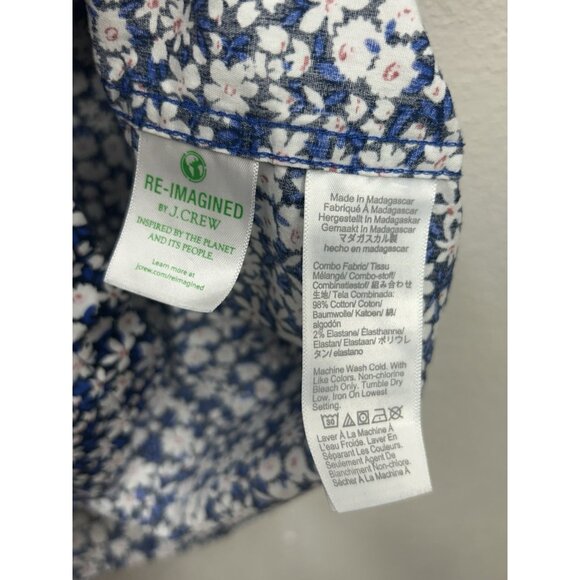 RE-IMAGINED
BY J.CREW
INSPIRED BY THE PLANET
AND ITS PEOPLE.
Learn more at
jcrew.com/reimagined
Made In Madagascar
Fabriqué À Madagascar
Hergestellt In Madagaskar
Gemaakt In Madagascar
マダガスカル製
hecho en madagascar
Combo Fabric/ Tissu
Mélangé/ Combo-stoff/
Combinatiestof/ 組み合わせ
生地/ Tela Combinada:
98% Cotton/ Coton/
Baumwolle/ Katoen/ 綿/
algodón
2% Elastane/ Élasthanne/
Elastan/ Elastaan/ ポリウレ
タン/ elastano
Machine Wash Cold. With
Like Colors. Non-chlorine
Bleach Only. Tumble Dry
Low, Iron On Lowest
Setting.
30
Laver À La Machine À
L'eau Froide. Laver En
Séparant Les Couleurs.
Seulement Agent De
Blanchiment Non-chlore.
Sécher À La Machine À